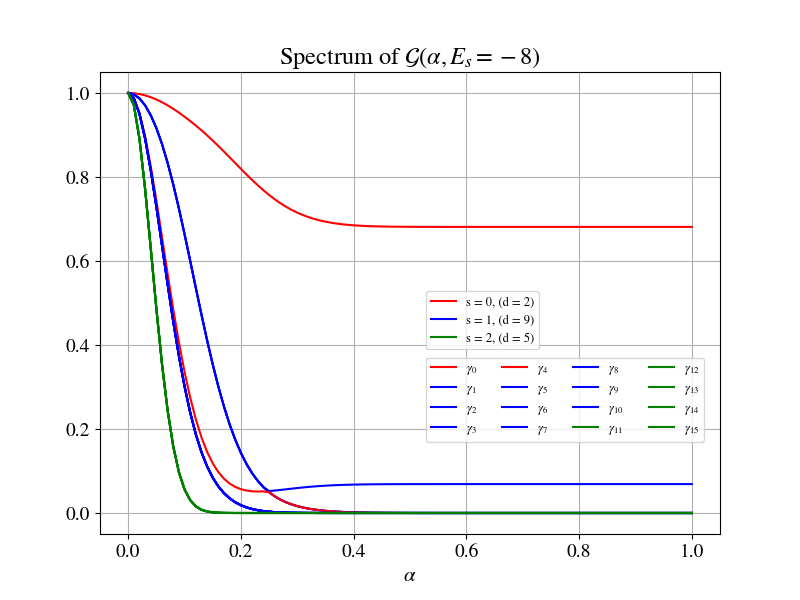 Spectrum of 𝒢(α, E_s = −8)
1.0
0.8
0.6
0.4
0.2
0.0
s = 0, (d = 2)
s = 1, (d = 9)
s = 2, (d = 5)
γ₀ γ₄ γ₈ γ₁₂
γ₁ γ₅ γ₉ γ₁₃
γ₂ γ₆ γ₁₀ γ₁₄
γ₃ γ₇ γ₁₁ γ₁₅
0.0 0.2 0.4 0.6 0.8 1.0
α